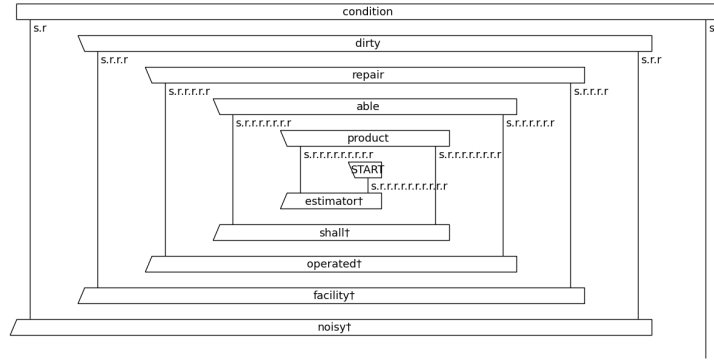 condition
s.r s
dirty
s.r.r.r s.r.r
repair
s.r.r.r.r.r s.r.r.r.r
able
s.r.r.r.r.r.r.r s.r.r.r.r.r.r
product
s.r.r.r.r.r.r.r.r.r s.r.r.r.r.r.r.r.r
START
s.r.r.r.r.r.r.r.r.r.r
estimator†
shall†
operated†
facility†
noisy†